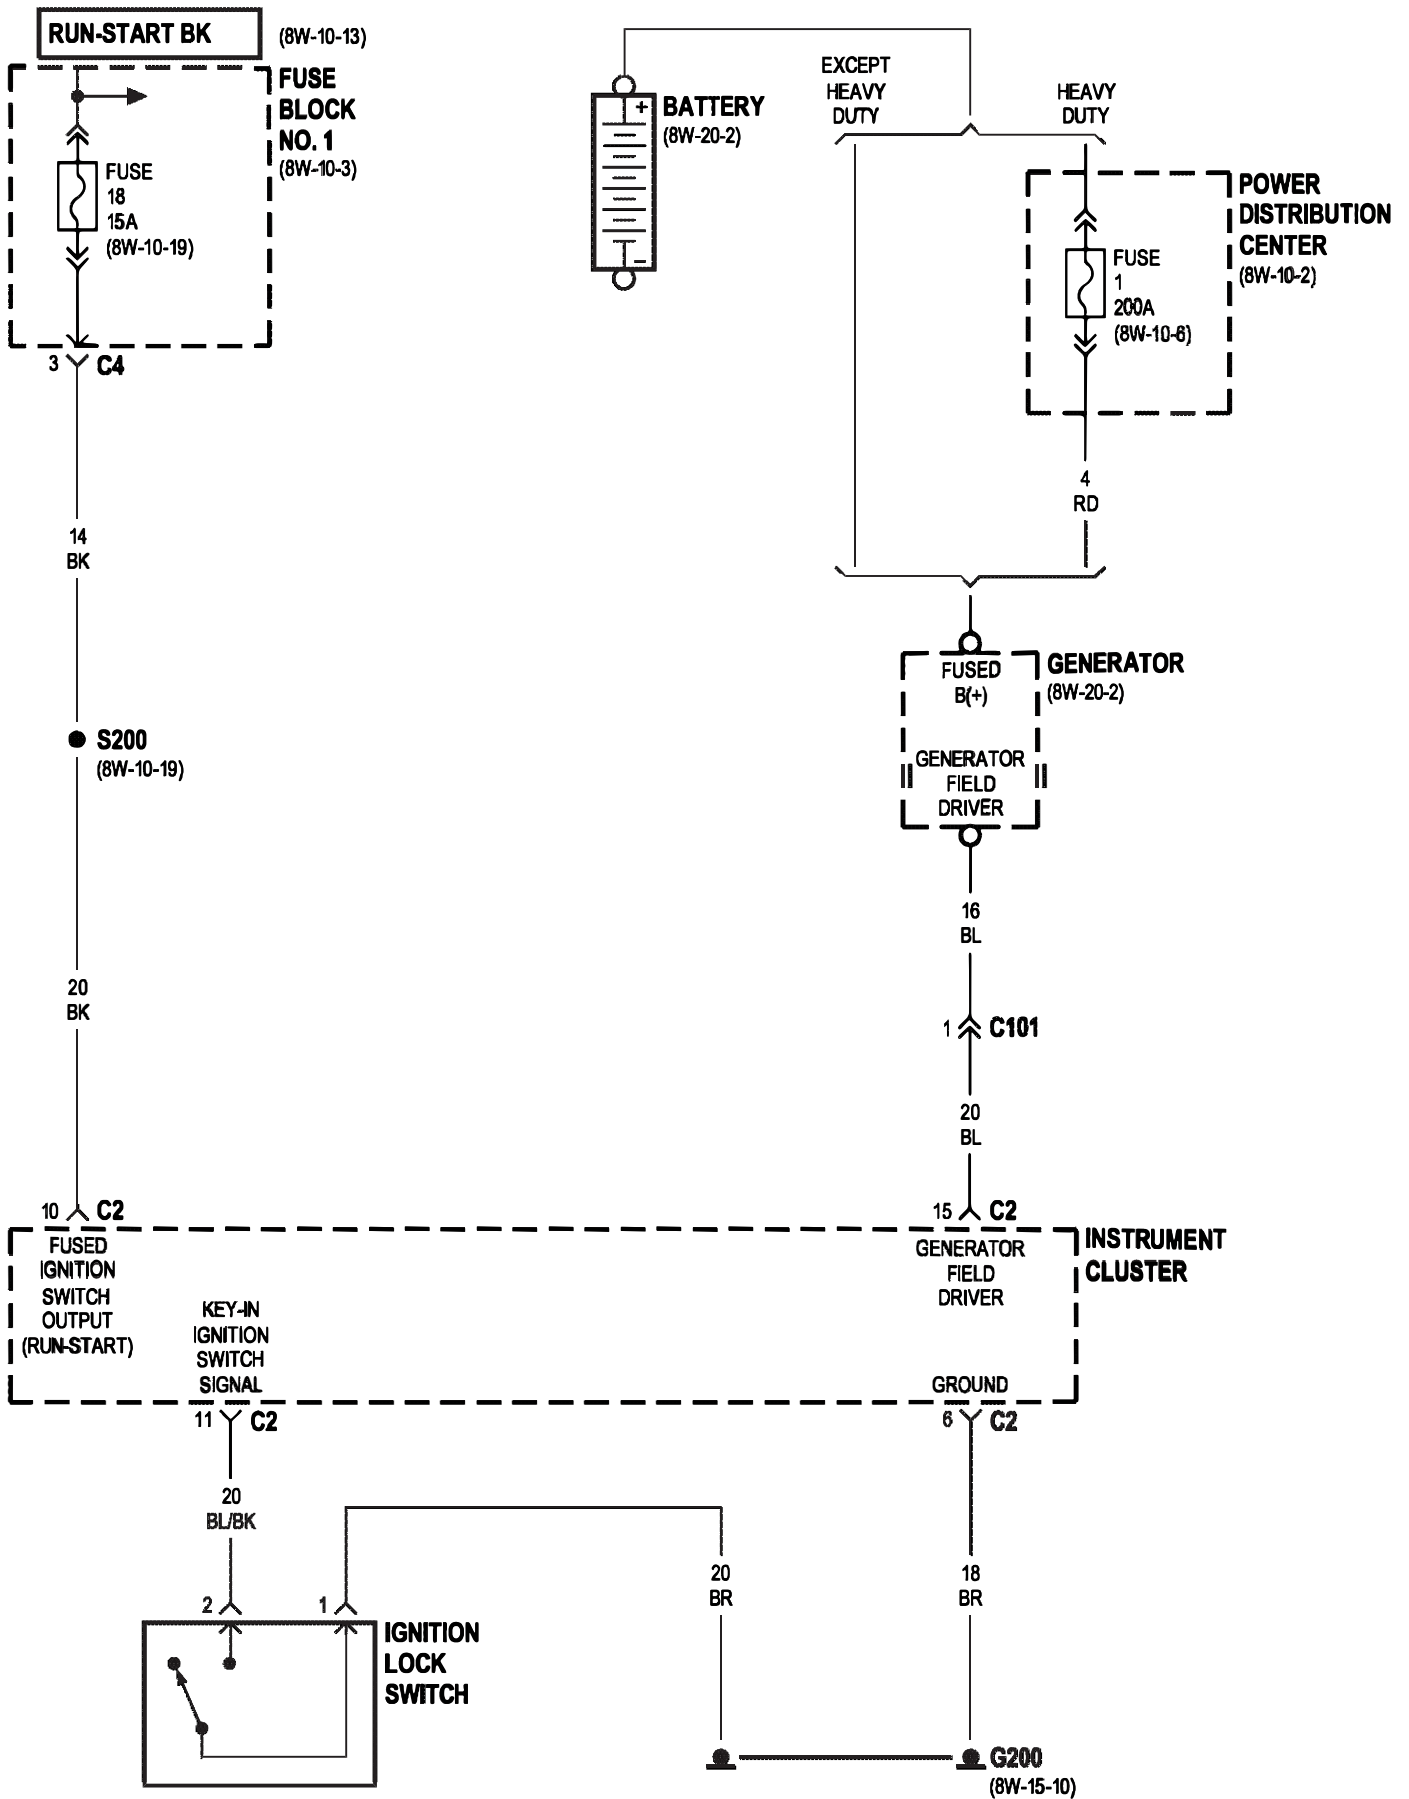 RUN-START BK
(8W-10-13)
FUSE
BLOCK
NO. 1
(8W-10-3)
FUSE
18
15A
(8W-10-19)
3
C4
14
BK
S200
(8W-10-19)
20
BK
10
C2
BATTERY
(8W-20-2)
+
–
EXCEPT
HEAVY
DUTY
HEAVY
DUTY
POWER
DISTRIBUTION
CENTER
(8W-10-2)
FUSE
1
200A
(8W-10-6)
4
RD
FUSED
B(+)
GENERATOR
(8W-20-2)
GENERATOR
FIELD
DRIVER
16
BL
1
C101
20
BL
15
C2
INSTRUMENT
CLUSTER
FUSED
IGNITION
SWITCH
OUTPUT
(RUN-START)
KEY-IN
IGNITION
SWITCH
SIGNAL
GENERATOR
FIELD
DRIVER
GROUND
11
C2
6
C2
20
BL/BK
2
1
IGNITION
LOCK
SWITCH
20
BR
18
BR
G200
(8W-15-10)